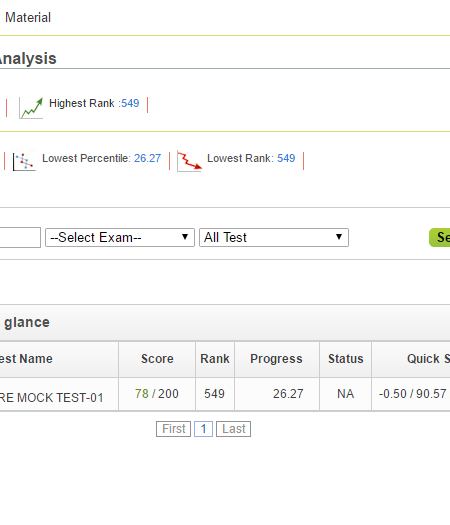 Material
Analysis
Highest Rank :549
Lowest Percentile: 26.27 Lowest Rank: 549
--Select Exam-- All Test Se
glance
est Name Score Rank Progress Status Quick S
RE MOCK TEST-01 78 / 200 549 26.27 NA -0.50 / 90.57
First 1 Last